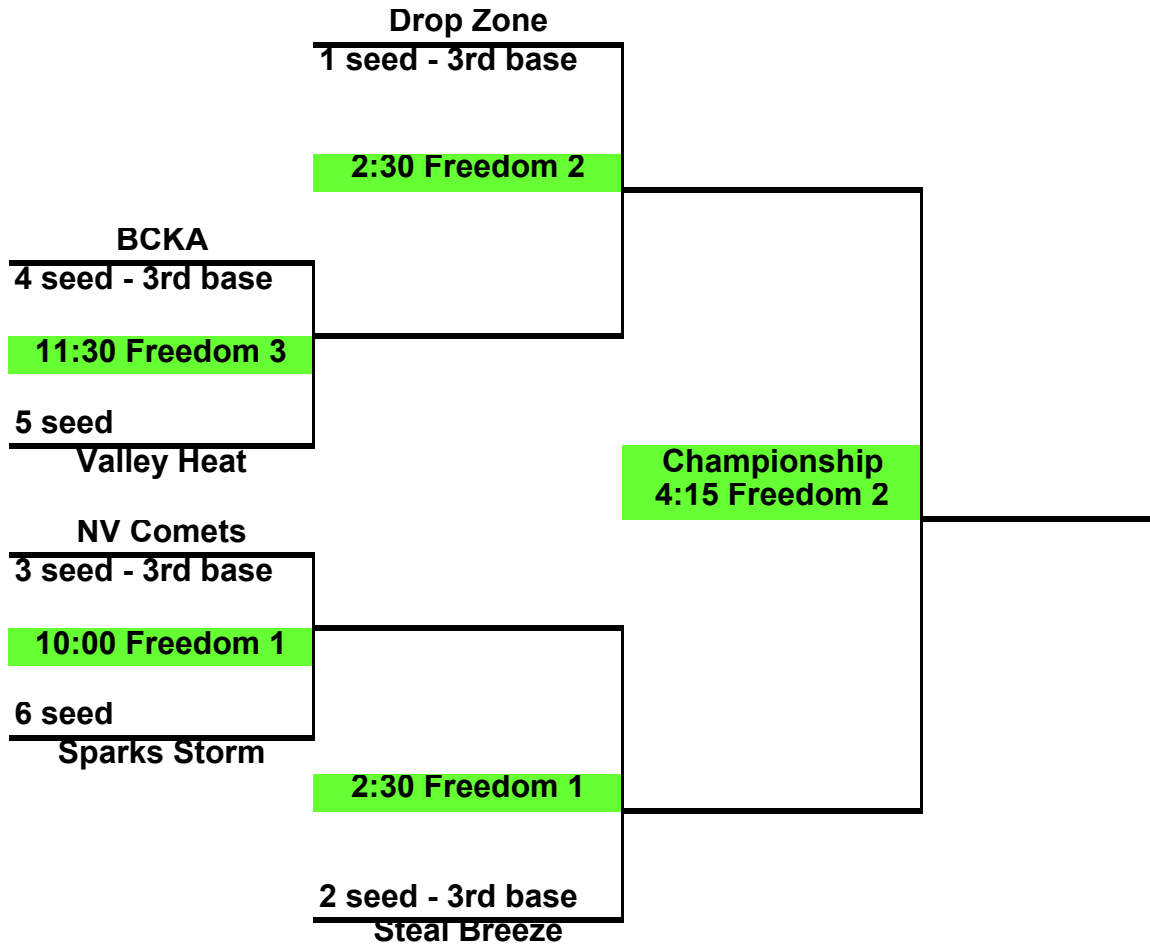 Drop Zone
1 seed - 3rd base
2:30 Freedom 2
BCKA
4 seed - 3rd base
11:30 Freedom 3
5 seed
Valley Heat
Championship
4:15 Freedom 2
NV Comets
3 seed - 3rd base
10:00 Freedom 1
6 seed
Sparks Storm
2:30 Freedom 1
2 seed - 3rd base
Steal Breeze